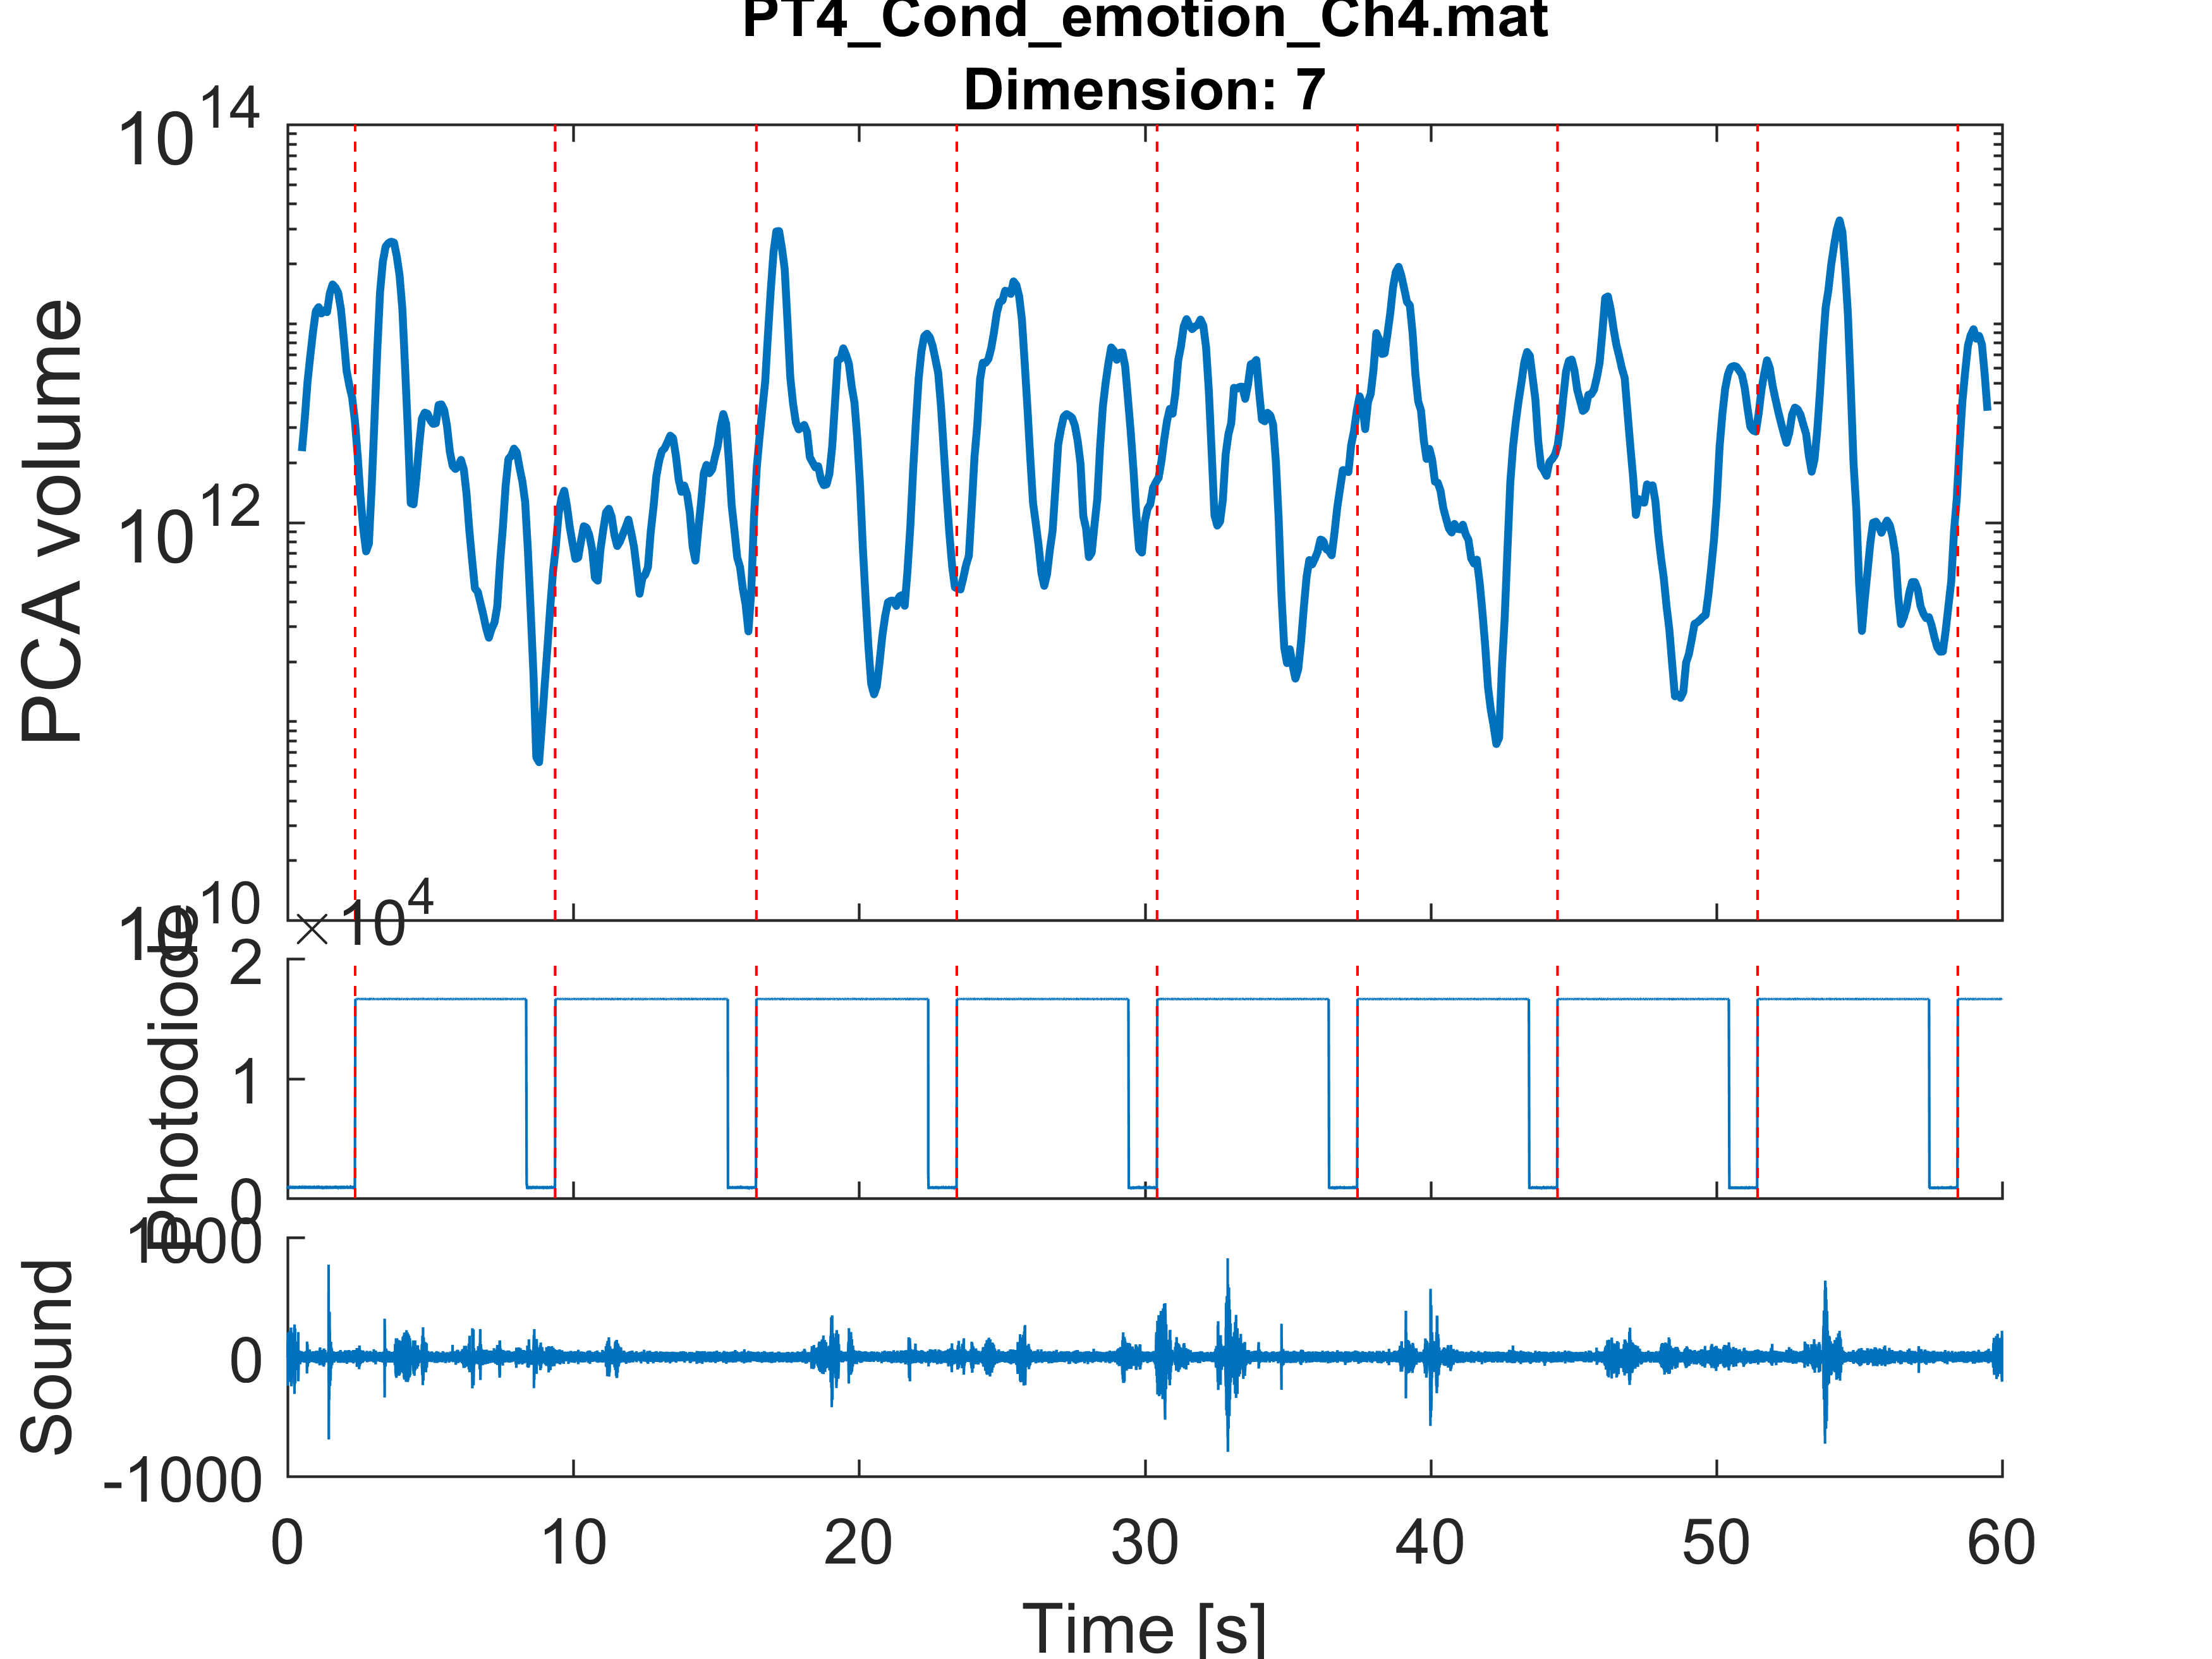 PT4_Cond_emotion_Ch4.mat
Dimension: 7
10^14
10^12
10^10
PCA volume
×10^4
2
1
0
Photodiode
1000
0
-1000
Sound
0 10 20 30 40 50 60
Time [s]